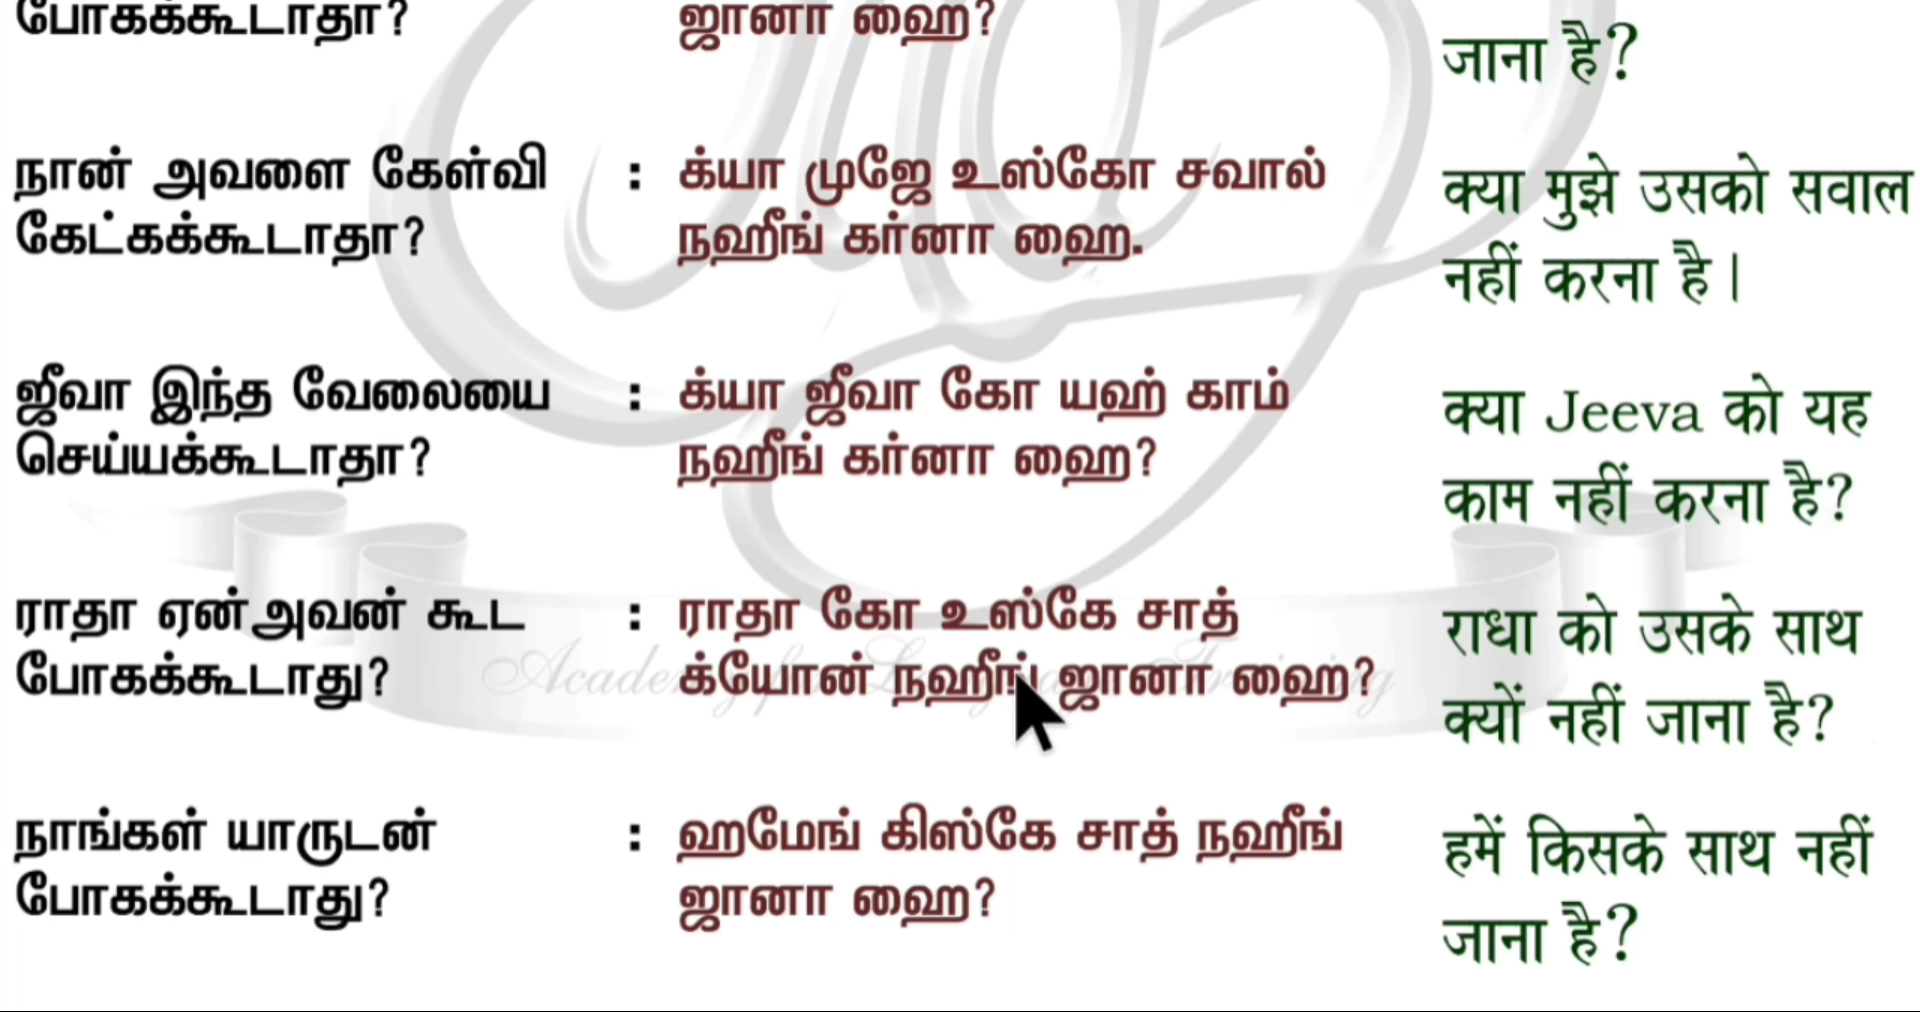 போகக்கூடாதா?
ஜானா ஹை?
जाना है?
நான் அவளை கேள்வி : க்யா முஜே உஸ்கோ சவால்
கேட்கக்கூடாதா? நஹீங் கர்னா ஹை.
क्या मुझे उसको सवाल
नहीं करना है।
ஜீவா இந்த வேலையை : க்யா ஜீவா கோ யஹ் காம்
செய்யக்கூடாதா? நஹீங் கர்னா ஹை?
क्या Jeeva को यह
काम नहीं करना है?
ராதா ஏன்அவன் கூட : ராதா கோ உஸ்கே சாத்
போகக்கூடாது? க்யோன் நஹீங் ஜானா ஹை?
राधा को उसके साथ
क्यों नहीं जाना है?
நாங்கள் யாருடன் : ஹமேங் கிஸ்கே சாத் நஹீங்
போகக்கூடாது? ஜானா ஹை?
हमें किसके साथ नहीं
जाना है?